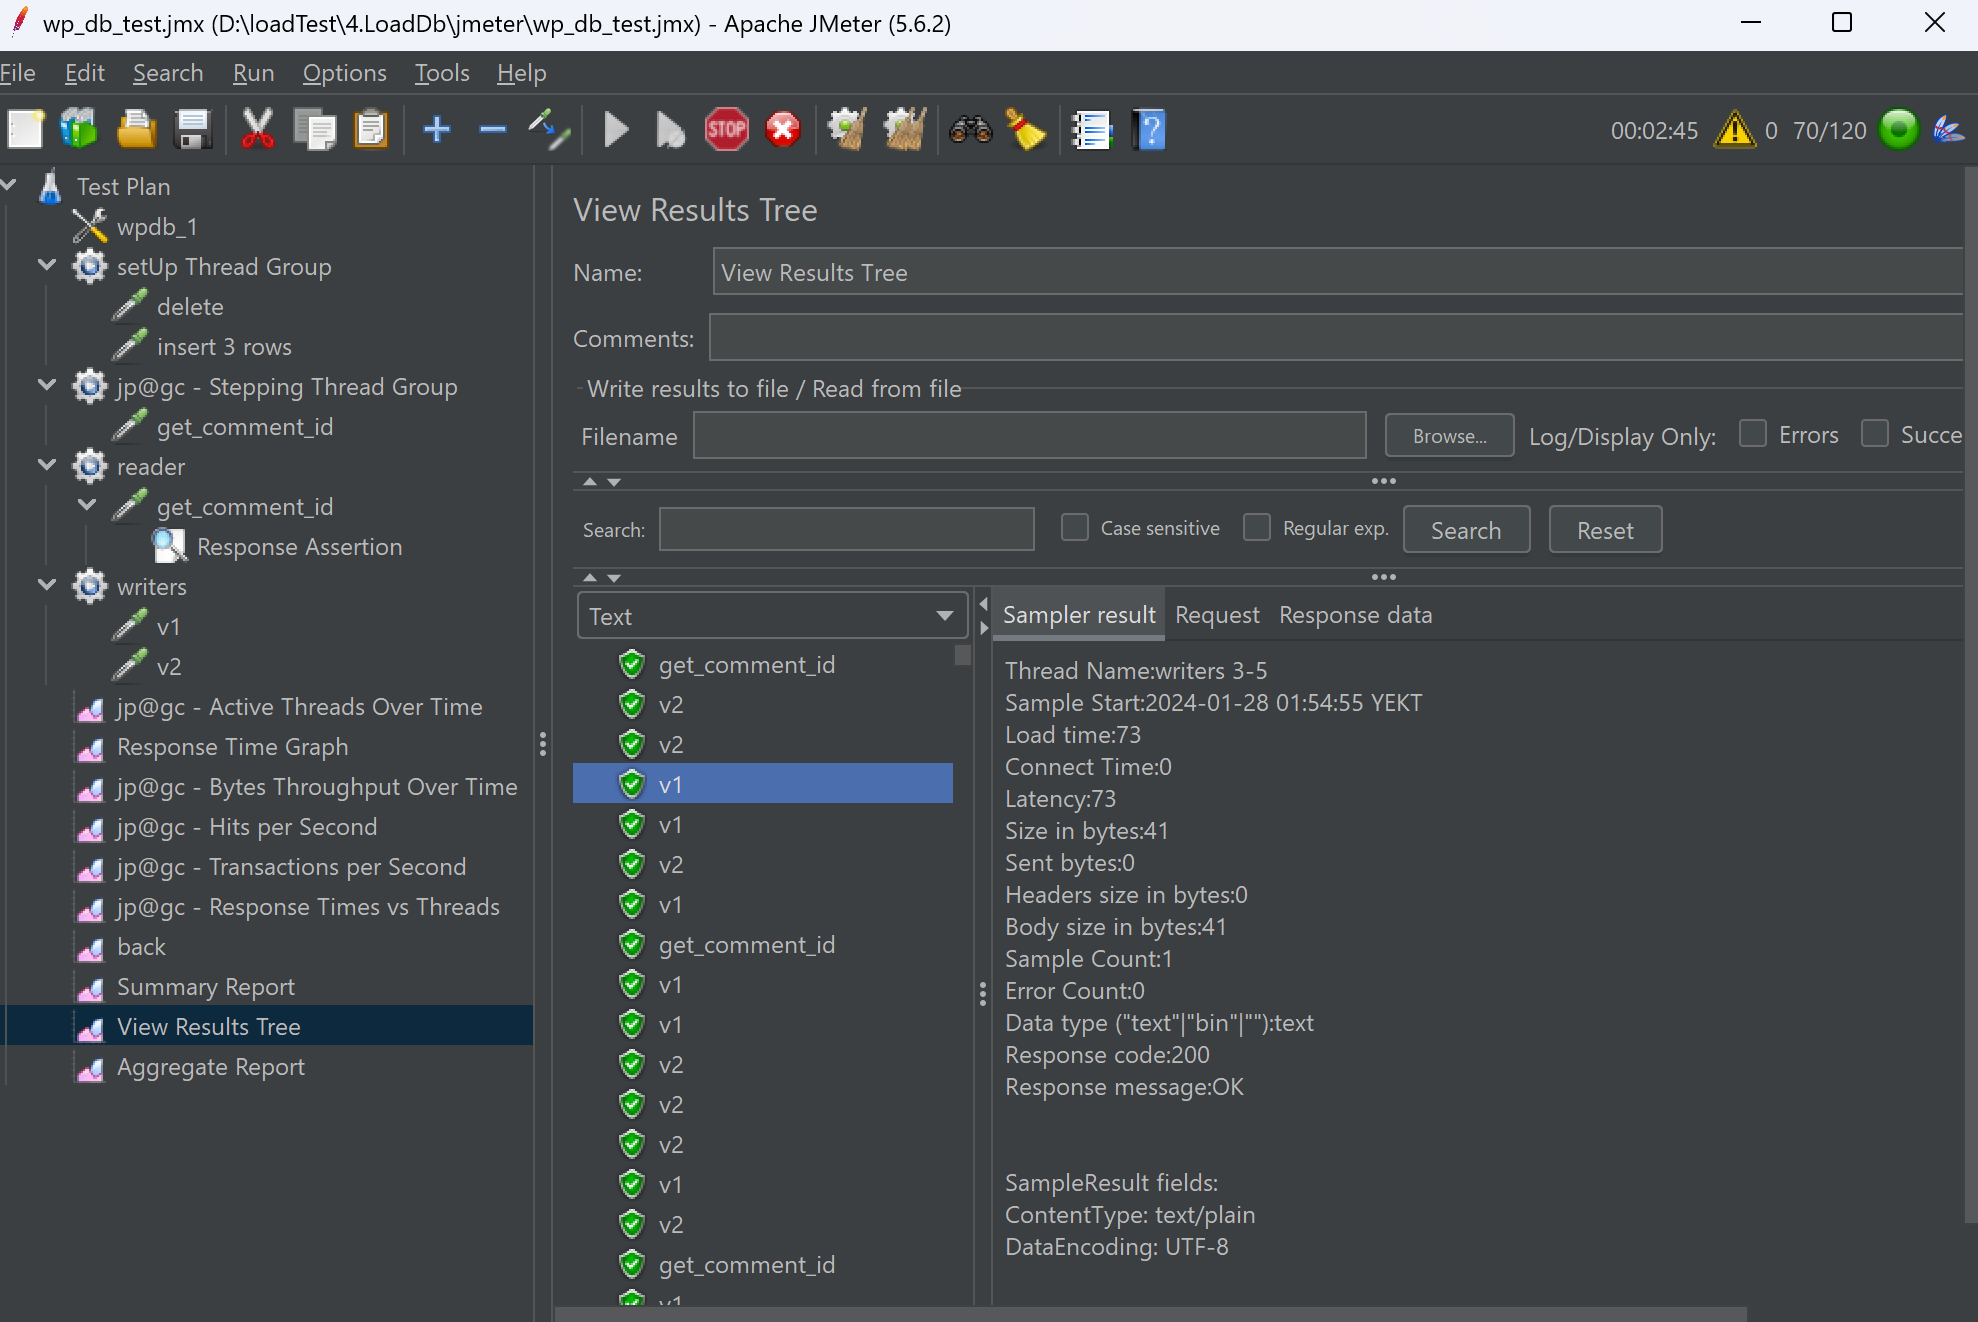 wp_db_test.jmx (D:\loadTest\4.LoadDb\jmeter\wp_db_test.jmx) - Apache JMeter (5.6.2)
File Edit Search Run Options Tools Help
STOP
00:02:45 0 70/120
Test Plan
wpdb_1
setUp Thread Group
delete
insert 3 rows
jp@gc - Stepping Thread Group
get_comment_id
reader
get_comment_id
Response Assertion
writers
v1
v2
jp@gc - Active Threads Over Time
Response Time Graph
jp@gc - Bytes Throughput Over Time
jp@gc - Hits per Second
jp@gc - Transactions per Second
jp@gc - Response Times vs Threads
back
Summary Report
View Results Tree
Aggregate Report
View Results Tree
Name: View Results Tree
Comments:
Write results to file / Read from file
Filename Browse... Log/Display Only: Errors Succe
Search: Case sensitive Regular exp. Search Reset
Text
get_comment_id
v2
v2
v1
v1
v2
v1
get_comment_id
v1
v1
v2
v2
v2
v1
v2
get_comment_id
v1
Sampler result Request Response data
Thread Name:writers 3-5
Sample Start:2024-01-28 01:54:55 YEKT
Load time:73
Connect Time:0
Latency:73
Size in bytes:41
Sent bytes:0
Headers size in bytes:0
Body size in bytes:41
Sample Count:1
Error Count:0
Data type ("text"|"bin"|""):text
Response code:200
Response message:OK
SampleResult fields:
ContentType: text/plain
DataEncoding: UTF-8